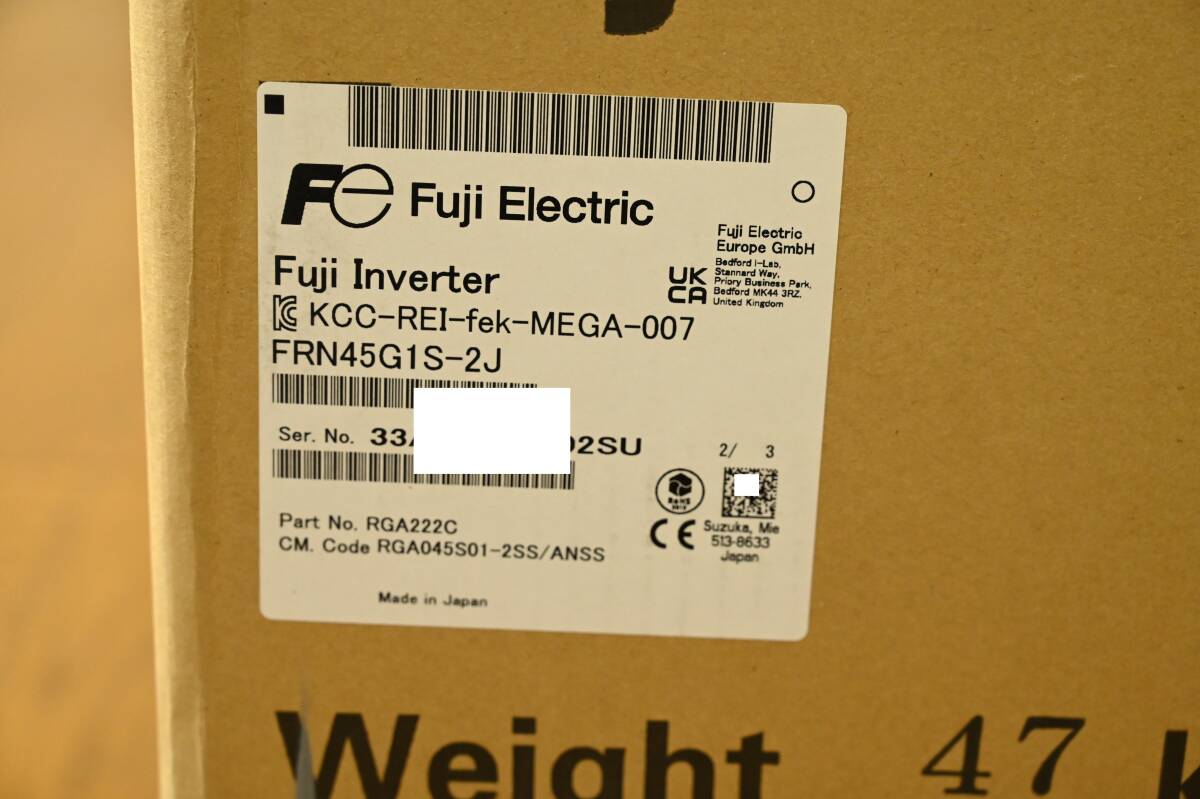 Fe Fuji Electric
Fuji Electric
Europe GmbH
Bedford i-Lab,
Stannard Way,
Priory Business Park,
Bedford MK44 3RZ,
United Kingdom
UK
CA
Fuji Inverter
KCC-REI-fek-MEGA-007
FRN45G1S-2J
Ser. No. 33
02SU
2/ 3
CE
Suzuka, Mie
513-8633
Japan
Part No. RGA222C
CM. Code RGA045S01-2SS/ANSS
Made in Japan
Weight 47